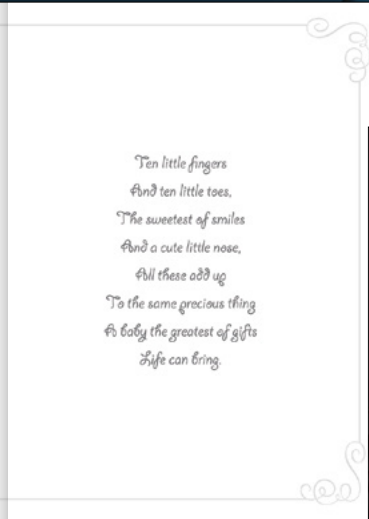 Ten little fingers
And ten little toes,
The sweetest of smiles
And a cute little nose,
All these add up
To the same precious thing
A baby the greatest of gifts
Life can bring.